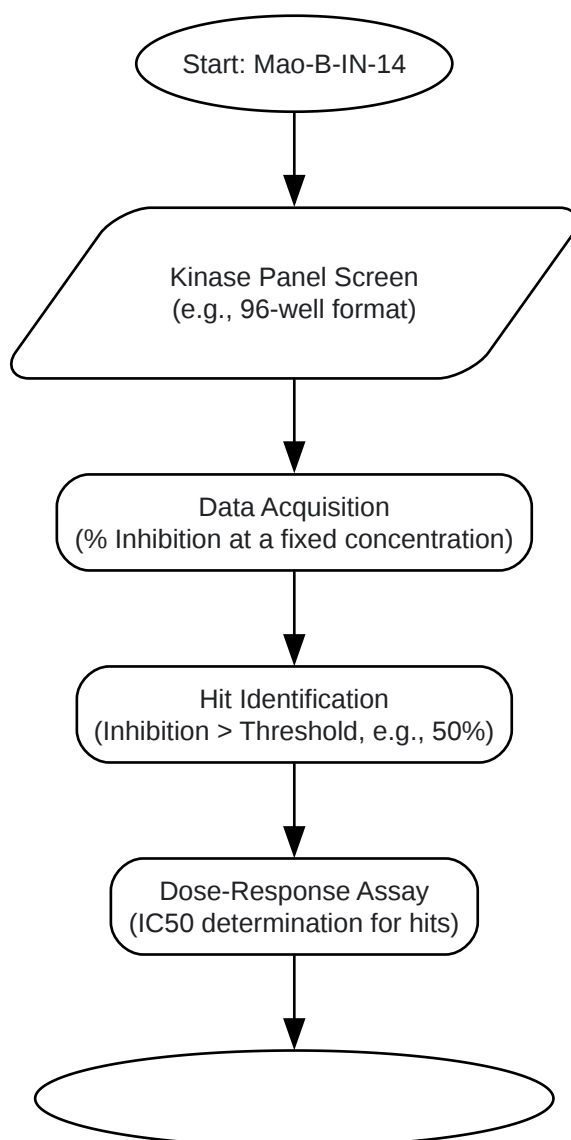 Start: Mao-B-IN-14
Kinase Panel Screen
(e.g., 96-well format)
Data Acquisition
(% Inhibition at a fixed concentration)
Hit Identification
(Inhibition > Threshold, e.g., 50%)
Dose-Response Assay
(IC50 determination for hits)